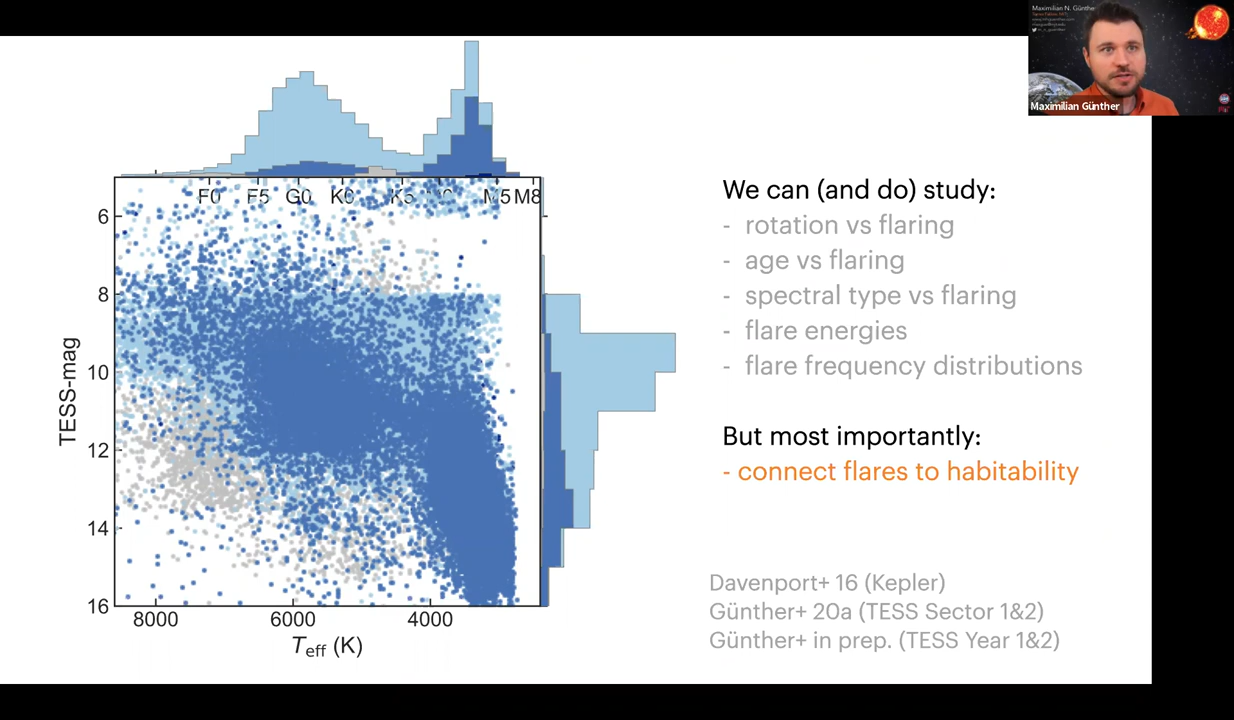 Maximilian N. Günther
Maximilian Günther
F0 F5 G0 K0 K5 M5 M8
6
8
10
12
14
16
TESS-mag
8000 6000 4000
Teff (K)
We can (and do) study:
- rotation vs flaring
- age vs flaring
- spectral type vs flaring
- flare energies
- flare frequency distributions
But most importantly:
- connect flares to habitability
Davenport+ 16 (Kepler)
Günther+ 20a (TESS Sector 1&2)
Günther+ in prep. (TESS Year 1&2)